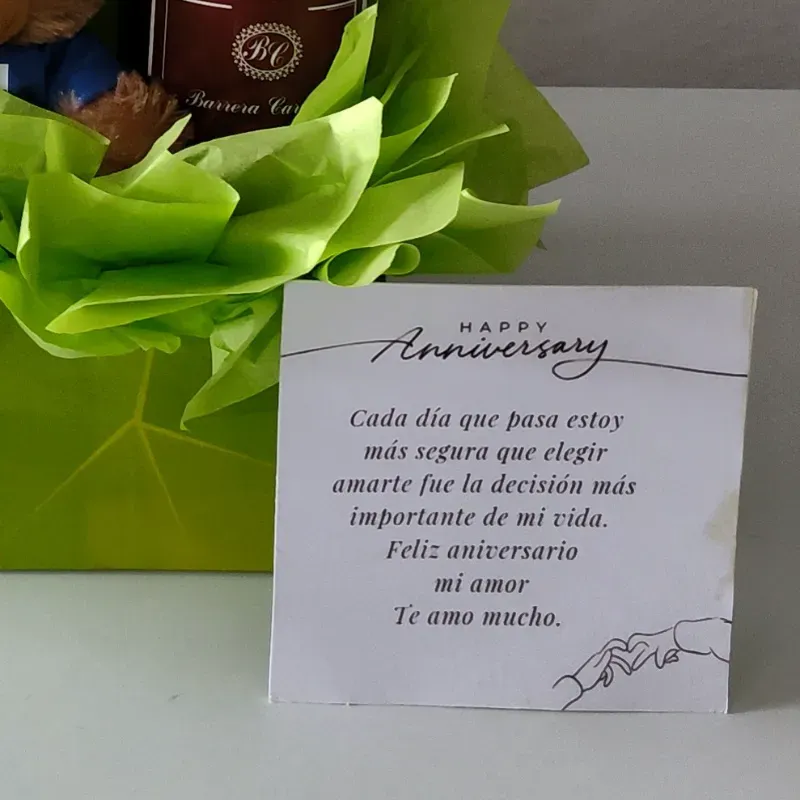 BC
Barrera
HAPPY
Anniversary
Cada día que pasa estoy
más segura que elegir
amarte fue la decisión más
importante de mi vida.
Feliz aniversario
mi amor
Te amo mucho.